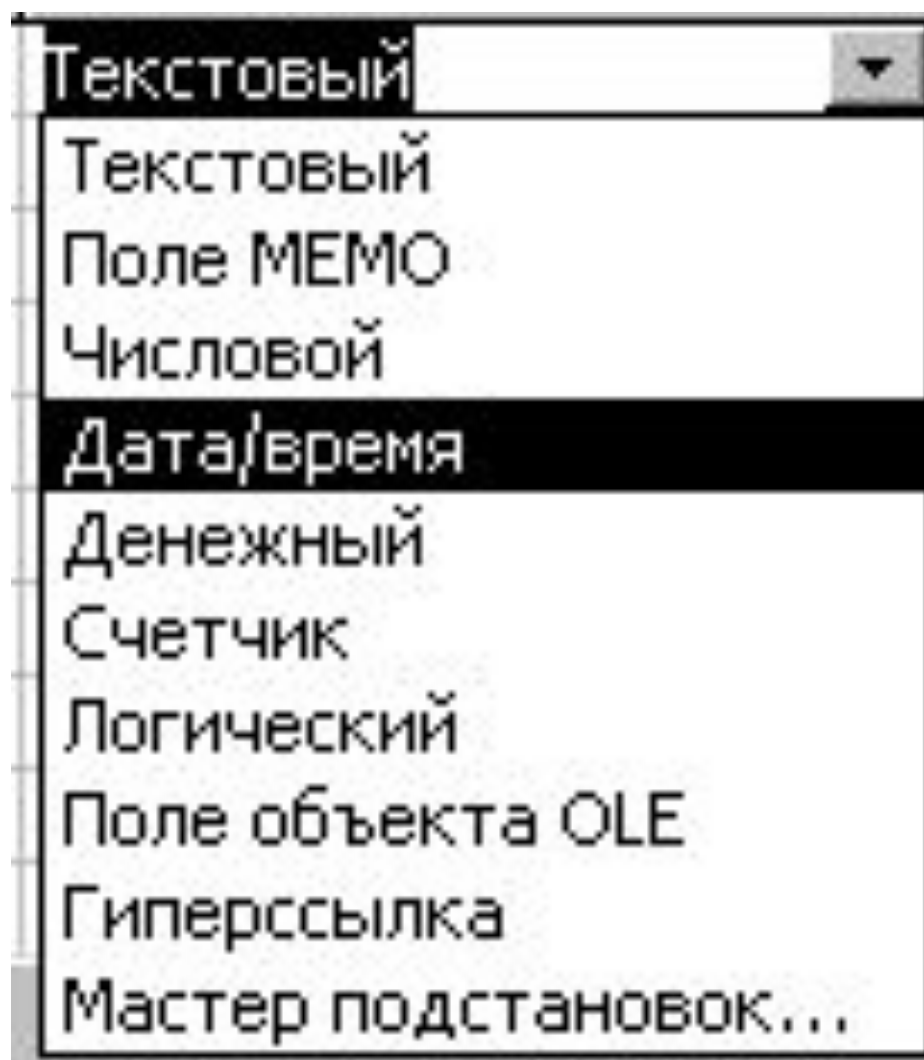 Текстовый
Текстовый
Поле MEMO
Числовой
Дата/время
Денежный
Счетчик
Логический
Поле объекта OLE
Гиперссылка
Мастер подстановок...